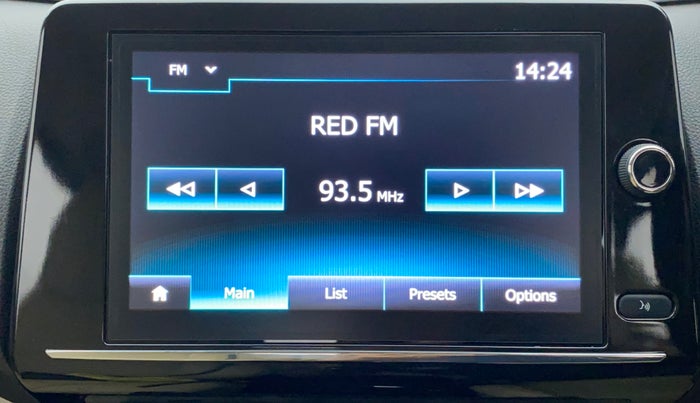 FM 14:24
RED FM
93.5 MHz
Main List Presets Options